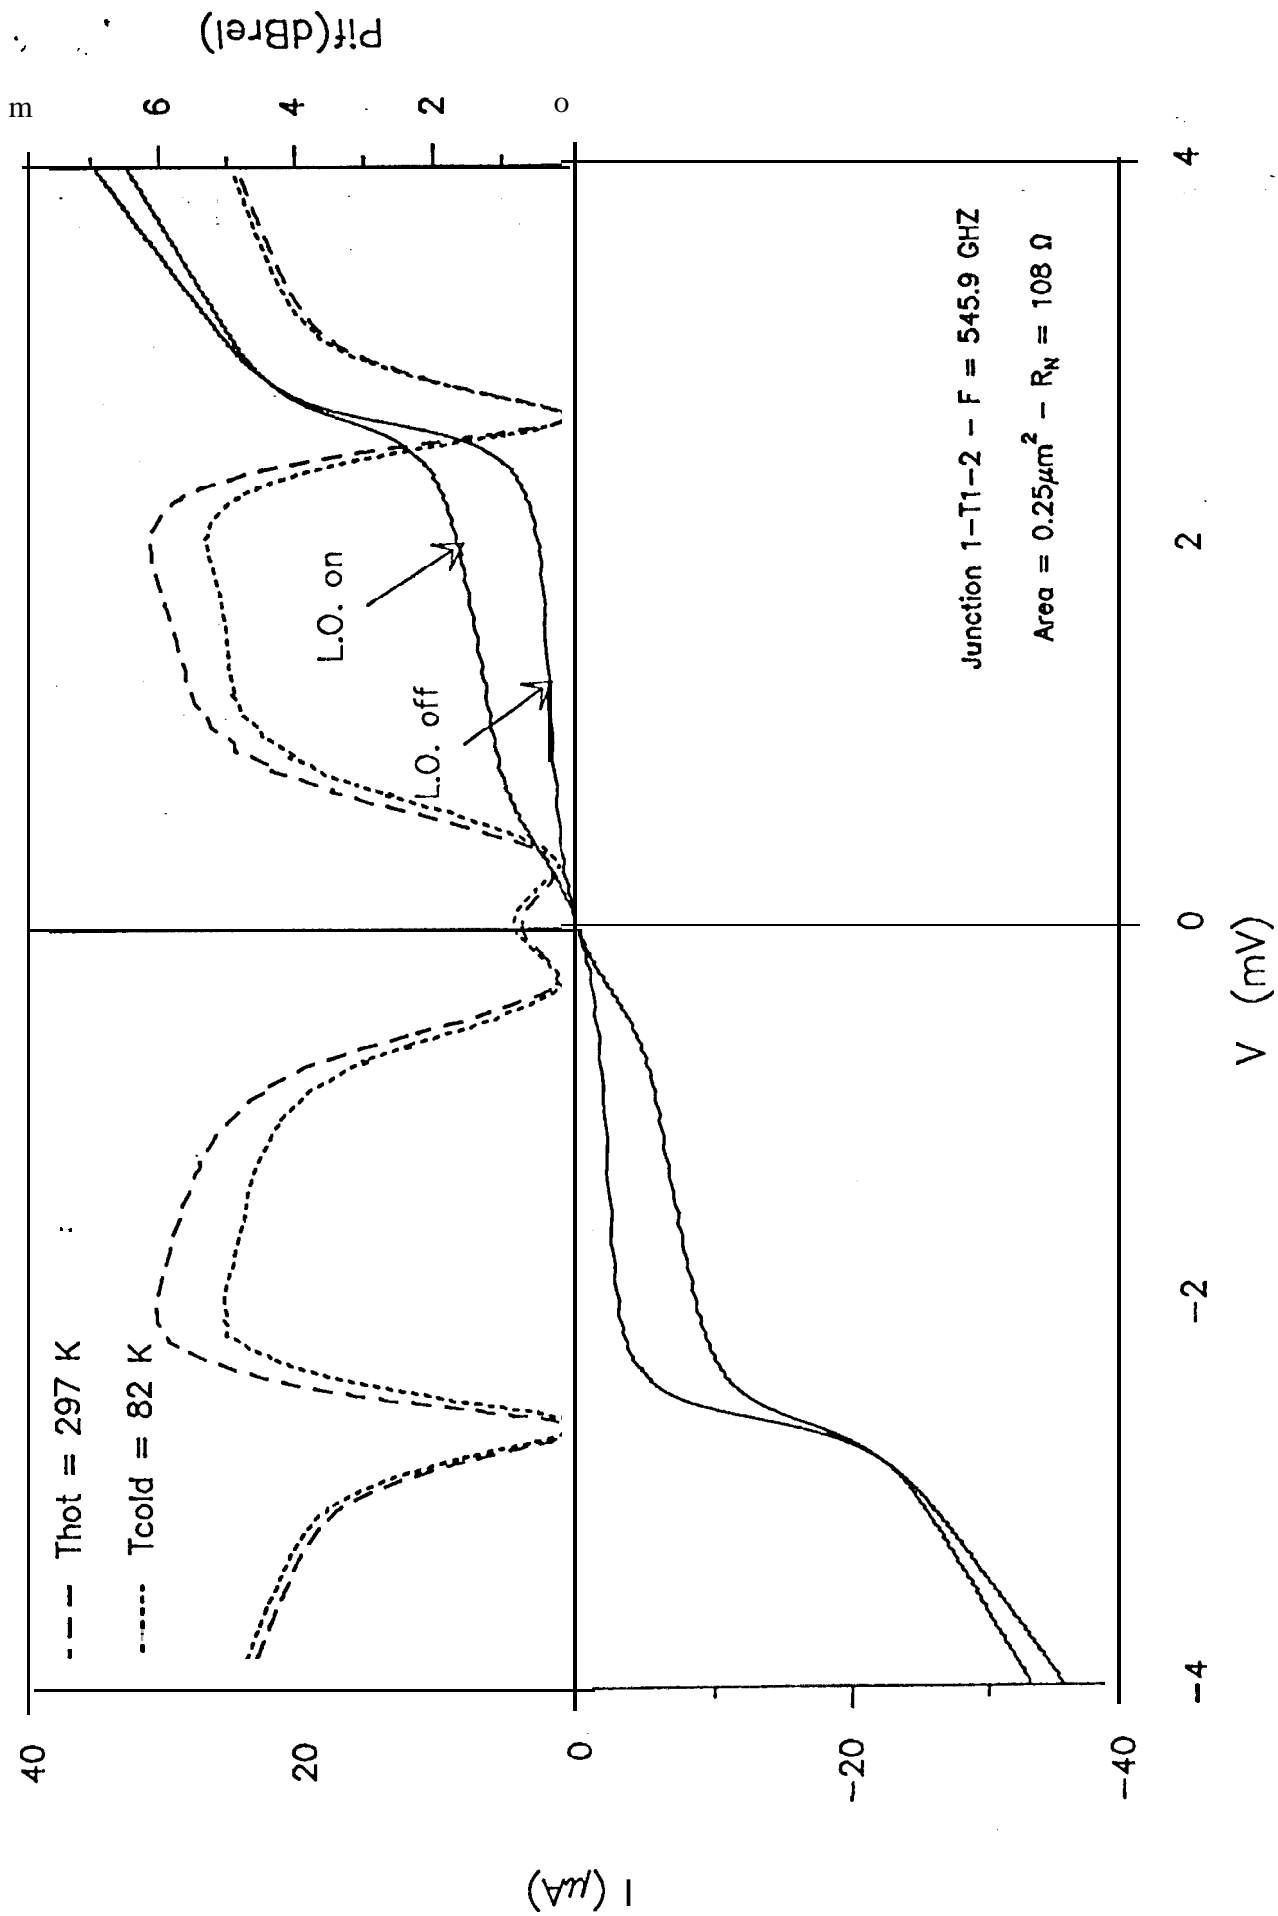 --- Thot = 297 K
------ Tcold = 82 K
L.O. on
L.O. off
Junction 1-T1-2 - F = 545.9 GHZ
Area = 0.25μm² - R_N = 108 Ω
I (μA)
40
20
0
-20
-40
V (mV)
-4
-2
0
2
4
Pif(dBrel)
m
6
4
2
o